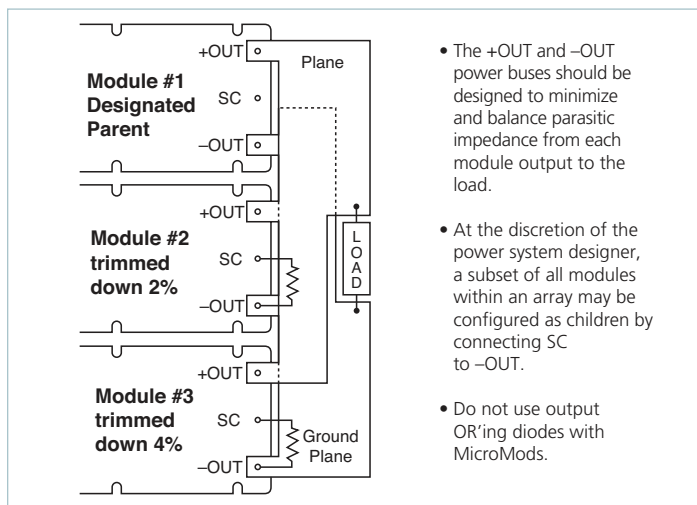 +OUT
Plane
Module #1
Designated
Parent
SC
–OUT
+OUT
Module #2
trimmed
down 2%
SC
–OUT
LOAD
+OUT
Module #3
trimmed
down 4%
SC
Ground
Plane
–OUT
• The +OUT and –OUT
power buses should be
designed to minimize
and balance parasitic
impedance from each
module output to the
load.
• At the discretion of the
power system designer,
a subset of all modules
within an array may be
configured as children by
connecting SC
to –OUT.
• Do not use output
OR’ing diodes with
MicroMods.